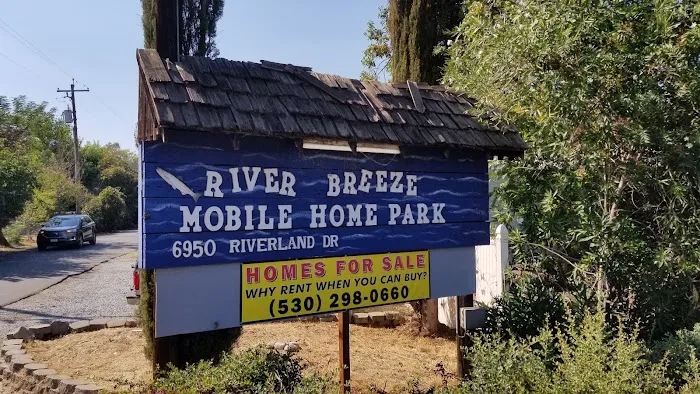 RIVER BREEZE
MOBILE HOME PARK
6950 RIVERLAND DR
HOMES FOR SALE
WHY RENT WHEN YOU CAN BUY?
(530) 298-0660